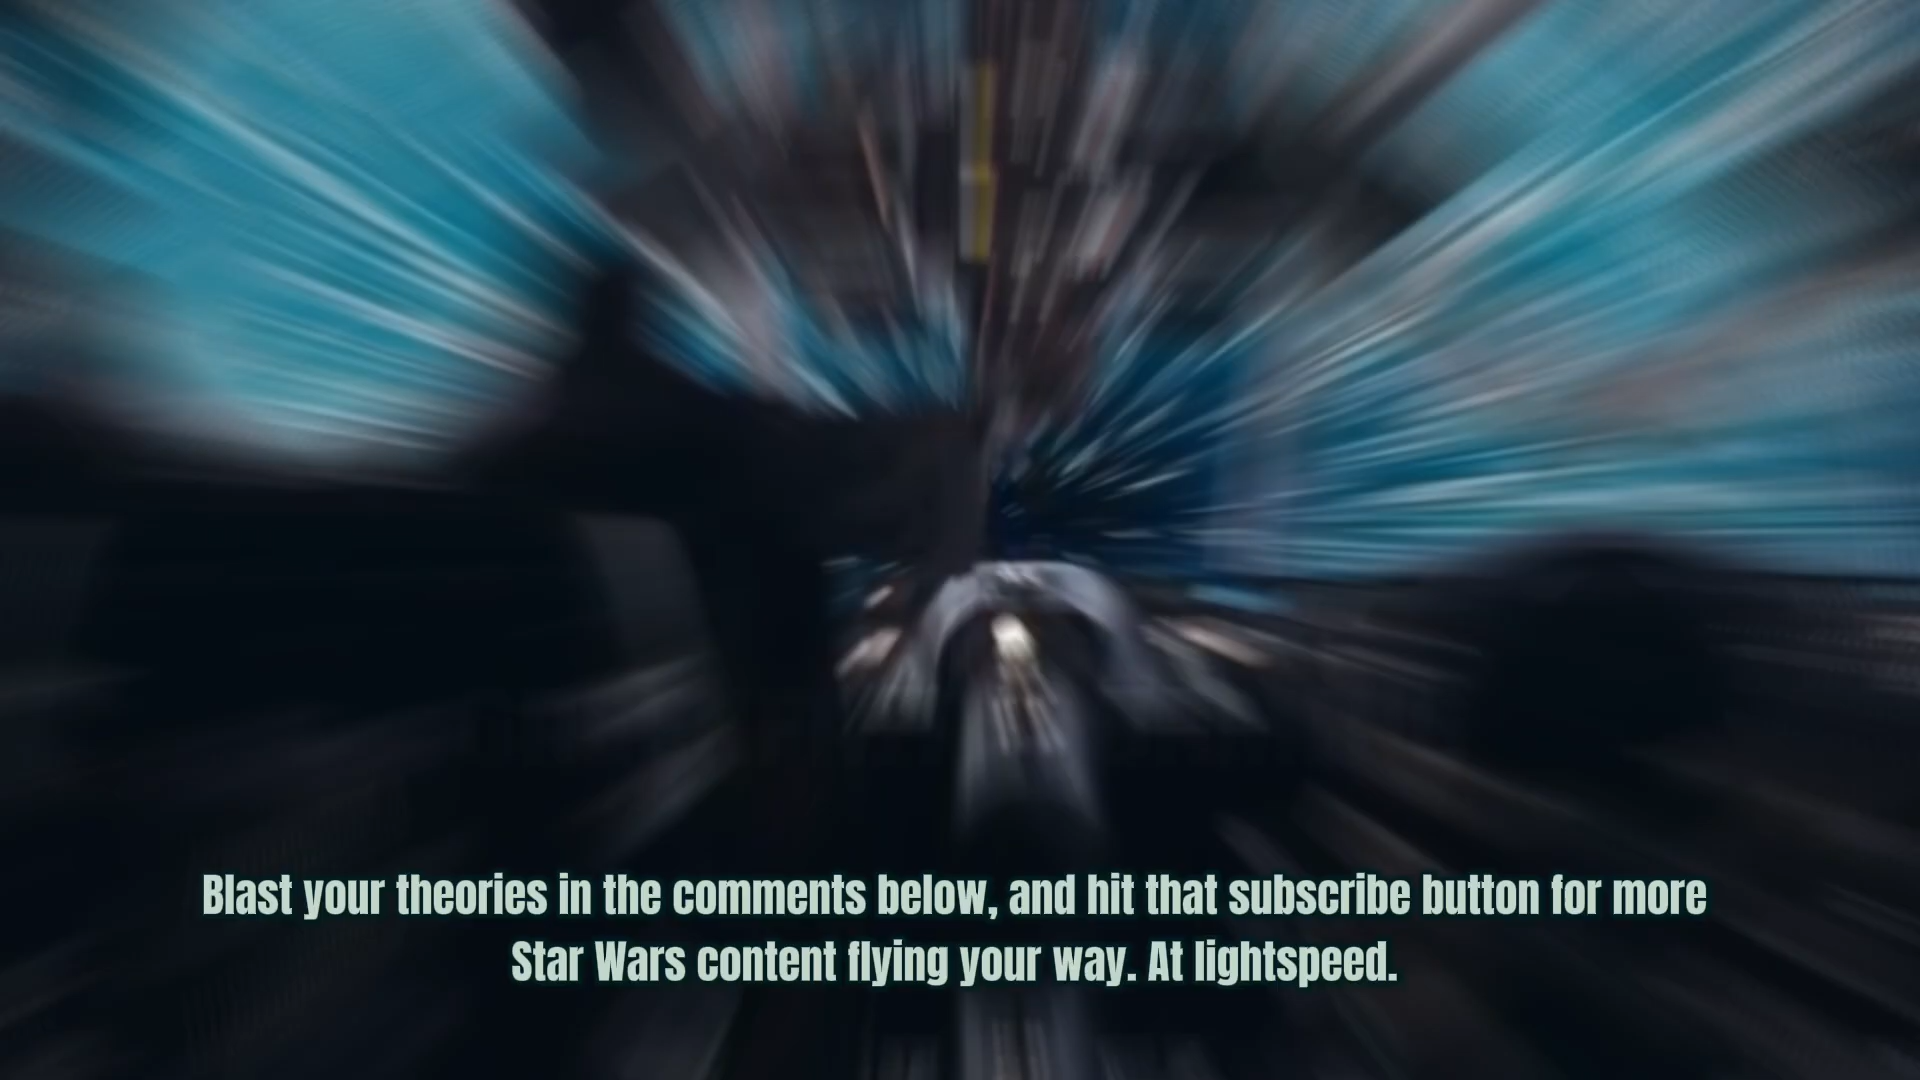 Blast your theories in the comments below, and hit that subscribe button for more
Star Wars content flying your way. At lightspeed.